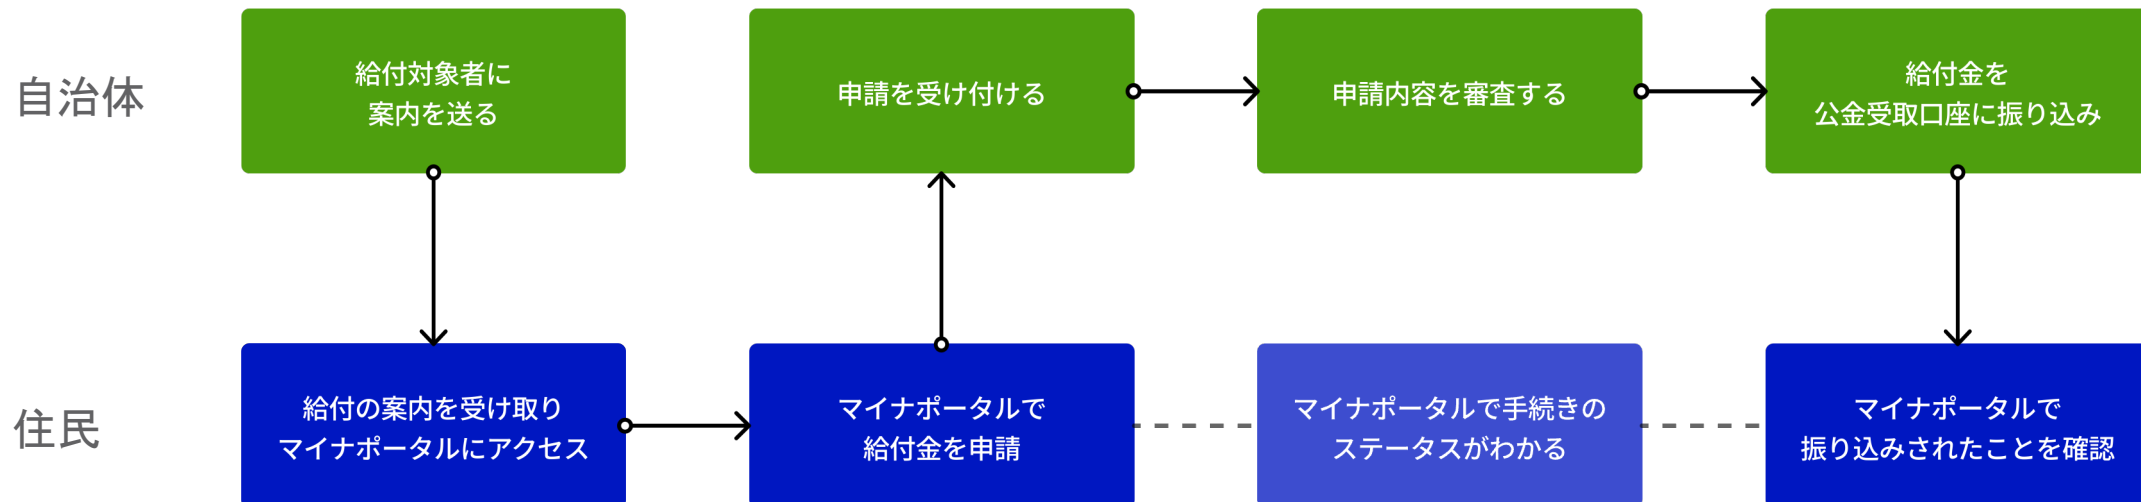 自治体
給付対象者に
案内を送る
申請を受け付ける
申請内容を審査する
給付金を
公金受取口座に振り込み
住民
給付の案内を受け取り
マイナポータルにアクセス
マイナポータルで
給付金を申請
マイナポータルで手続きの
ステータスがわかる
マイナポータルで
振り込みされたことを確認